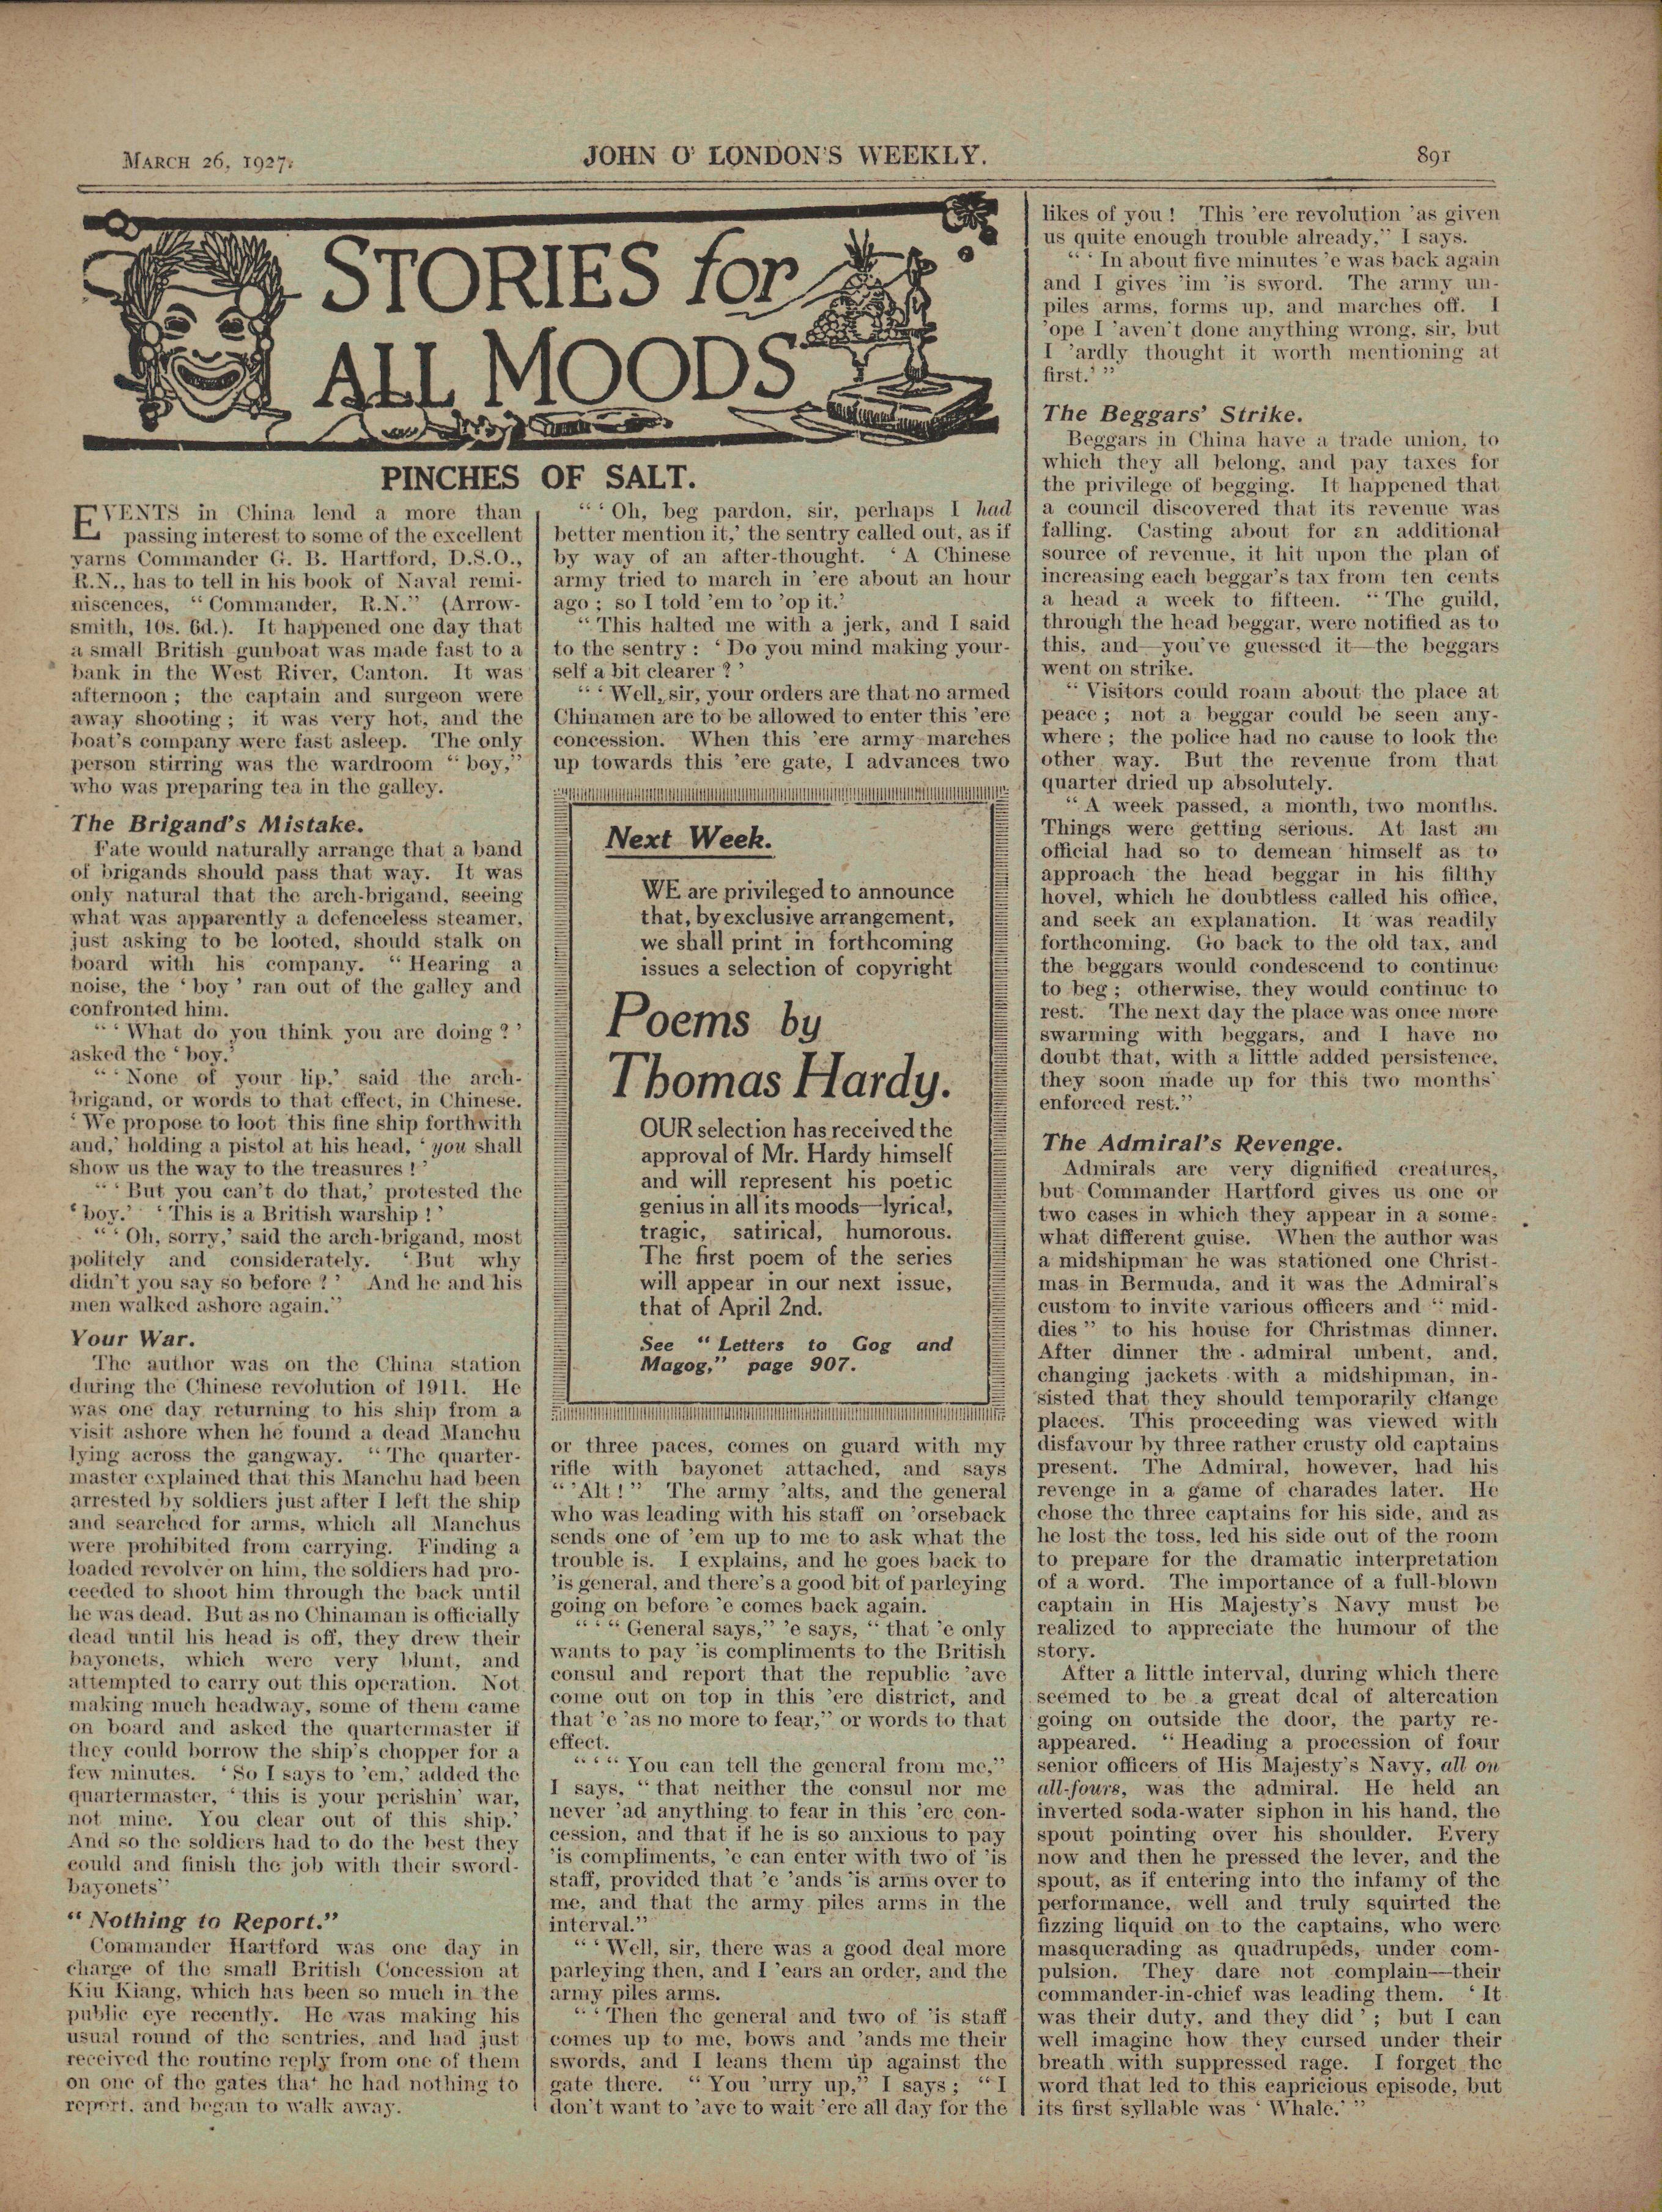 MARCH 26, 1927.
JOHN O' LONDON'S WEEKLY.
891
STORIES for
ALL MOODS
PINCHES OF SALT.
EVENTS in China lend a more than
passing interest to some of the excellent
yarns Commander G. B. Hartford, D.S.O.,
R.N., has to tell in his book of Naval remi-
niscences, “ Commander, R.N.” (Arrow-
smith, 10s. 6d.). It happened one day that
a small British gunboat was made fast to a
bank in the West River, Canton. It was
afternoon ; the captain and surgeon were
away shooting ; it was very hot, and the
boat's company were fast asleep. The only
person stirring was the wardroom “ boy,”
who was preparing tea in the galley.
The Brigand's Mistake.
Fate would naturally arrange that a band
of brigands should pass that way. It was
only natural that the arch-brigand, seeing
what was apparently a defenceless steamer,
just asking to be looted, should stalk on
board with his company. “ Hearing a
noise, the ‘ boy ’ ran out of the galley and
confronted him.
“ ‘ What do you think you are doing ? ’
asked the ‘ boy.’
“ ‘ None of your lip,’ said the arch-
brigand, or words to that effect, in Chinese.
‘ We propose to loot this fine ship forthwith
and,’ holding a pistol at his head, ‘ you shall
show us the way to the treasures ! ’
“ ‘ But you can't do that,’ protested the
‘ boy.’ ‘ This is a British warship ! ’
“ ‘ Oh, sorry,’ said the arch-brigand, most
politely and considerately. ‘ But why
didn't you say so before ? ’ And he and his
men walked ashore again.”
Your War.
The author was on the China station
during the Chinese revolution of 1911. He
was one day returning to his ship from a
visit ashore when he found a dead Manchu
lying across the gangway. “ The quarter-
master explained that this Manchu had been
arrested by soldiers just after I left the ship
and searched for arms, which all Manchus
were prohibited from carrying. Finding a
loaded revolver on him, the soldiers had pro-
ceeded to shoot him through the back until
he was dead. But as no Chinaman is officially
dead until his head is off, they drew their
bayonets, which were very blunt, and
attempted to carry out this operation. Not
making much headway, some of them came
on board and asked the quartermaster if
they could borrow the ship's chopper for a
few minutes. ‘ So I says to 'em,’ added the
quartermaster, ‘ this is your perishin' war,
not mine. You clear out of this ship.’
And so the soldiers had to do the best they
could and finish the job with their sword-
bayonets”
“ Nothing to Report.”
Commander Hartford was one day in
charge of the small British Concession at
Kiu Kiang, which has been so much in the
public eye recently. He was making his
usual round of the sentries, and had just
received the routine reply from one of them
on one of the gates that he had nothing to
report, and began to walk away.
“ ‘ Oh, beg pardon, sir, perhaps I had
better mention it,’ the sentry called out, as if
by way of an after-thought. ‘ A Chinese
army tried to march in 'ere about an hour
ago ; so I told 'em to 'op it.’
“ This halted me with a jerk, and I said
to the sentry : ‘ Do you mind making your-
self a bit clearer ? ’
“ ‘ Well, sir, your orders are that no armed
Chinamen are to be allowed to enter this 'ere
concession. When this 'ere army marches
up towards this 'ere gate, I advances two
Next Week.
WE are privileged to announce
that, by exclusive arrangement,
we shall print in forthcoming
issues a selection of copyright
Poems by
Thomas Hardy.
OUR selection has received the
approval of Mr. Hardy himself
and will represent his poetic
genius in all its moods—lyrical,
tragic, satirical, humorous.
The first poem of the series
will appear in our next issue,
that of April 2nd.
See “ Letters to Gog and
Magog,” page 907.
or three paces, comes on guard with my
rifle with bayonet attached, and says
“ 'Alt ! ” The army 'alts, and the general
who was leading with his staff on 'orseback
sends one of 'em up to me to ask what the
trouble is. I explains, and he goes back to
'is general, and there's a good bit of parleying
going on before 'e comes back again.
“ ‘ “ General says,” 'e says, “ that 'e only
wants to pay 'is compliments to the British
consul and report that the republic 'ave
come out on top in this 'ere district, and
that 'e 'as no more to fear,” or words to that
effect.
“ ‘ “ You can tell the general from me,”
I says, “ that neither the consul nor me
never 'ad anything to fear in this 'ere con-
cession, and that if he is so anxious to pay
'is compliments, 'e can enter with two of 'is
staff, provided that 'e 'ands 'is arms over to
me, and that the army piles arms in the
interval.”
“ ‘ Well, sir, there was a good deal more
parleying then, and I 'ears an order, and the
army piles arms.
“ ‘ Then the general and two of 'is staff
comes up to me, bows and 'ands me their
swords, and I leans them up against the
gate there. “ You 'urry up,” I says ; “ I
don't want to 'ave to wait 'ere all day for the
likes of you ! This 'ere revolution 'as given
us quite enough trouble already,” I says.
“ ‘ In about five minutes 'e was back again
and I gives 'im 'is sword. The army un-
piles arms, forms up, and marches off. I
'ope I 'aven't done anything wrong, sir, but
I 'ardly thought it worth mentioning at
first.’ ”
The Beggars' Strike.
Beggars in China have a trade union, to
which they all belong, and pay taxes for
the privilege of begging. It happened that
a council discovered that its revenue was
falling. Casting about for an additional
source of revenue, it hit upon the plan of
increasing each beggar's tax from ten cents
a head a week to fifteen. “ The guild,
through the head beggar, were notified as to
this, and—you've guessed it—the beggars
went on strike.
“ Visitors could roam about the place at
peace ; not a beggar could be seen any-
where ; the police had no cause to look the
other way. But the revenue from that
quarter dried up absolutely.
“ A week passed, a month, two months.
Things were getting serious. At last an
official had so to demean himself as to
approach the head beggar in his filthy
hovel, which he doubtless called his office,
and seek an explanation. It was readily
forthcoming. Go back to the old tax, and
the beggars would condescend to continue
to beg ; otherwise, they would continue to
rest. The next day the place was once more
swarming with beggars, and I have no
doubt that, with a little added persistence,
they soon made up for this two months'
enforced rest.”
The Admiral's Revenge.
Admirals are very dignified creatures,
but Commander Hartford gives us one or
two cases in which they appear in a some-
what different guise. When the author was
a midshipman he was stationed one Christ-
mas in Bermuda, and it was the Admiral's
custom to invite various officers and “ mid-
dies ” to his house for Christmas dinner.
After dinner the admiral unbent, and,
changing jackets with a midshipman, in-
sisted that they should temporarily change
places. This proceeding was viewed with
disfavour by three rather crusty old captains
present. The Admiral, however, had his
revenge in a game of charades later. He
chose the three captains for his side, and as
he lost the toss, led his side out of the room
to prepare for the dramatic interpretation
of a word. The importance of a full-blown
captain in His Majesty's Navy must be
realized to appreciate the humour of the
story.
After a little interval, during which there
seemed to be a great deal of altercation
going on outside the door, the party re-
appeared. “ Heading a procession of four
senior officers of His Majesty's Navy, all on
all-fours, was the admiral. He held an
inverted soda-water siphon in his hand, the
spout pointing over his shoulder. Every
now and then he pressed the lever, and the
spout, as if entering into the infamy of the
performance, well and truly squirted the
fizzing liquid on to the captains, who were
masquerading as quadrupeds, under com-
pulsion. They dare not complain—their
commander-in-chief was leading them. ‘ It
was their duty, and they did ’ ; but I can
well imagine how they cursed under their
breath with suppressed rage. I forget the
word that led to this capricious episode, but
its first syllable was ‘ Whale.’ ”